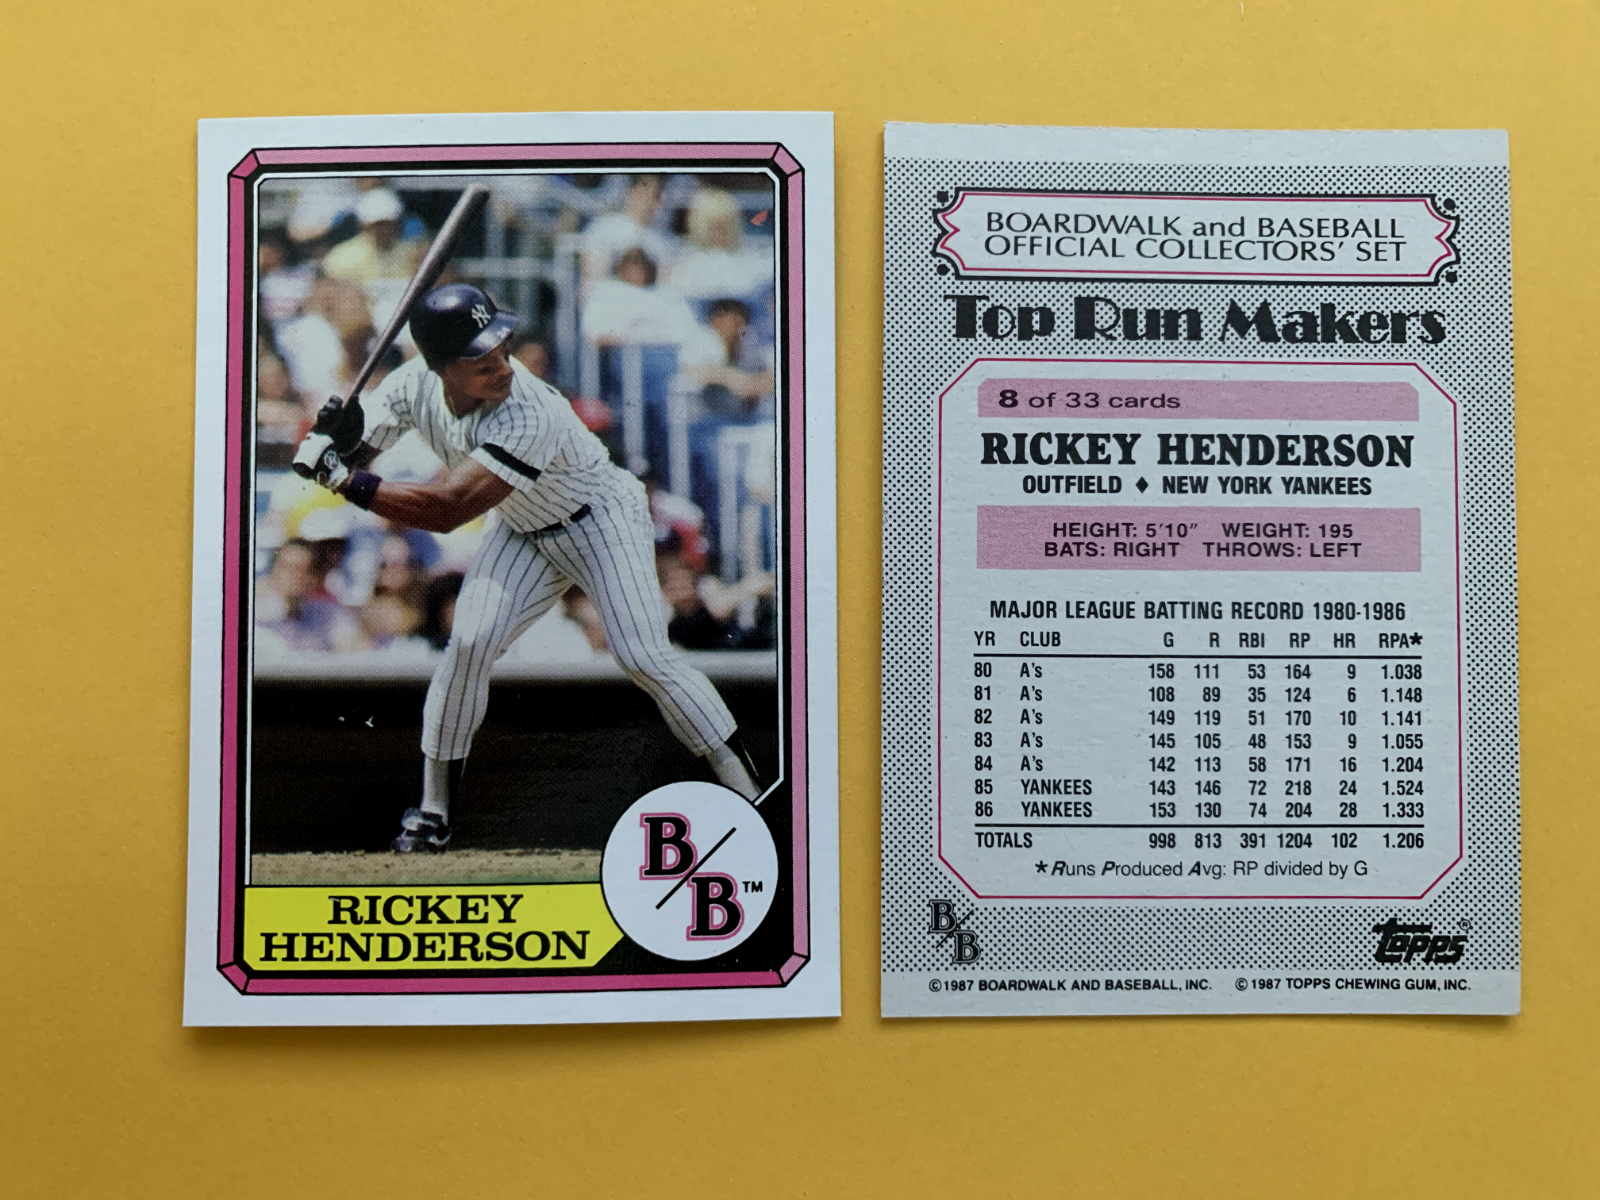 RICKEY
HENDERSON
B/B™
BOARDWALK and BASEBALL
OFFICIAL COLLECTORS' SET
Top Run Makers
8 of 33 cards
RICKEY HENDERSON
OUTFIELD ♦ NEW YORK YANKEES
HEIGHT: 5'10" WEIGHT: 195
BATS: RIGHT THROWS: LEFT
MAJOR LEAGUE BATTING RECORD 1980-1986
YR CLUB G R RBI RP HR RPA*
80 A's 158 111 53 164 9 1.038
81 A's 108 89 35 124 6 1.148
82 A's 149 119 51 170 10 1.141
83 A's 145 105 48 153 9 1.055
84 A's 142 113 58 171 16 1.204
85 YANKEES 143 146 72 218 24 1.524
86 YANKEES 153 130 74 204 28 1.333
TOTALS 998 813 391 1204 102 1.206
*Runs Produced Avg: RP divided by G
B/B
topps®
©1987 BOARDWALK AND BASEBALL, INC. ©1987 TOPPS CHEWING GUM, INC.